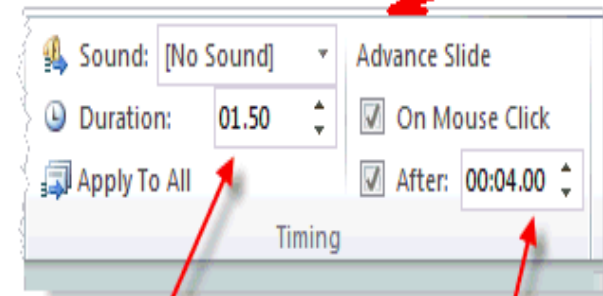 Sound: [No Sound] Advance Slide
Duration: 01.50 On Mouse Click
Apply To All After: 00:04.00
Timing